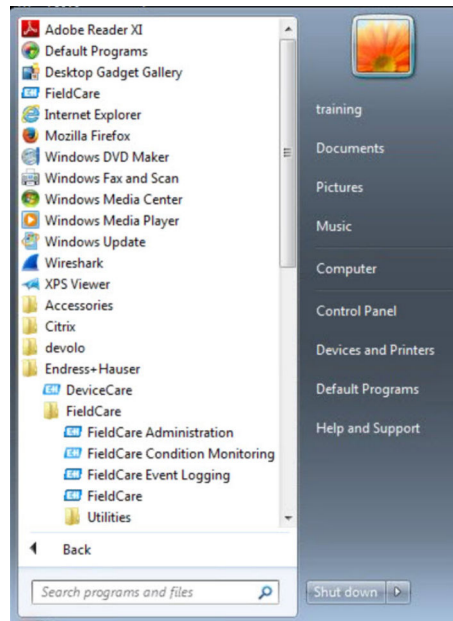 Adobe Reader XI
Default Programs
Desktop Gadget Gallery
FieldCare
Internet Explorer
Mozilla Firefox
Windows DVD Maker
Windows Fax and Scan
Windows Media Center
Windows Media Player
Windows Update
Wireshark
XPS Viewer
Accessories
Citrix
devolo
Endress+Hauser
DeviceCare
FieldCare
FieldCare Administration
FieldCare Condition Monitoring
FieldCare Event Logging
FieldCare
Utilities
Back
Search programs and files
training
Documents
Pictures
Music
Computer
Control Panel
Devices and Printers
Default Programs
Help and Support
Shut down